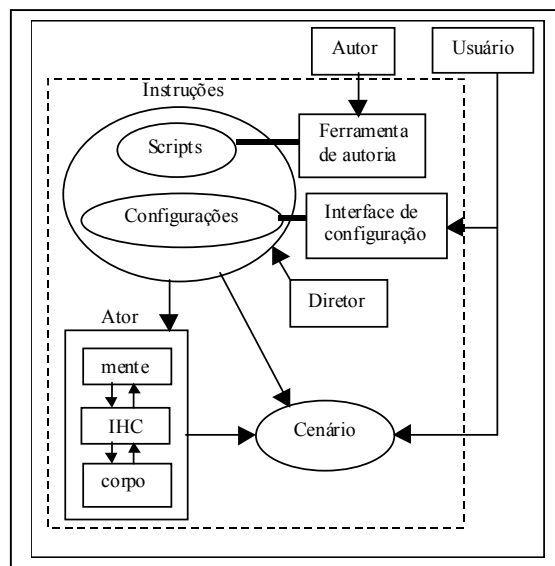 Autor
Usuário
Instruções
Scripts
Ferramenta
de autoria
Configurações
Interface de
configuração
Diretor
Ator
mente
IHC
corpo
Cenário